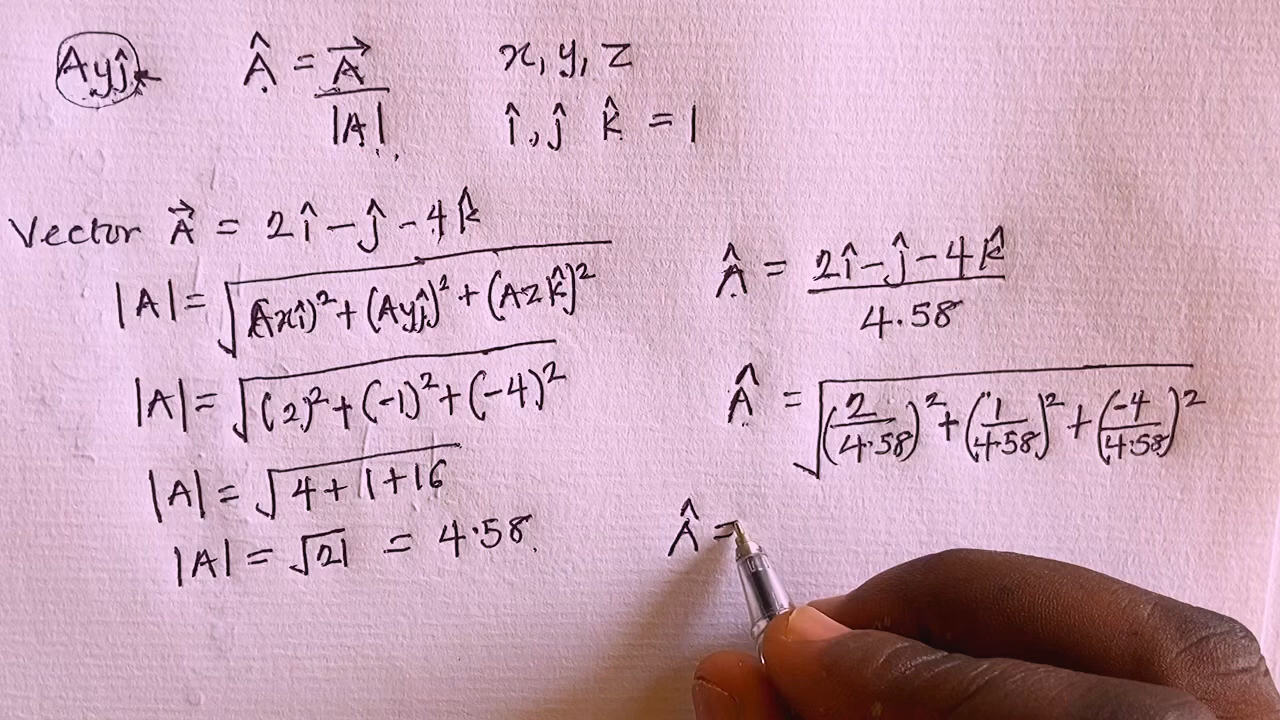 Ayĵ Â = A⃗/|A| x, y, z
î, ĵ k̂ = 1
Vector A⃗ = 2î - ĵ - 4k̂
|A| = √(Axî)² + (Ayĵ)² + (Azk̂)²
|A| = √(2)² + (-1)² + (-4)²
|A| = √4 + 1 + 16
|A| = √21 = 4.58
Â = 2î - ĵ - 4k̂/4.58
Â = √(2/4.58)² + (1/4.58)² + (-4/4.58)²
Â =